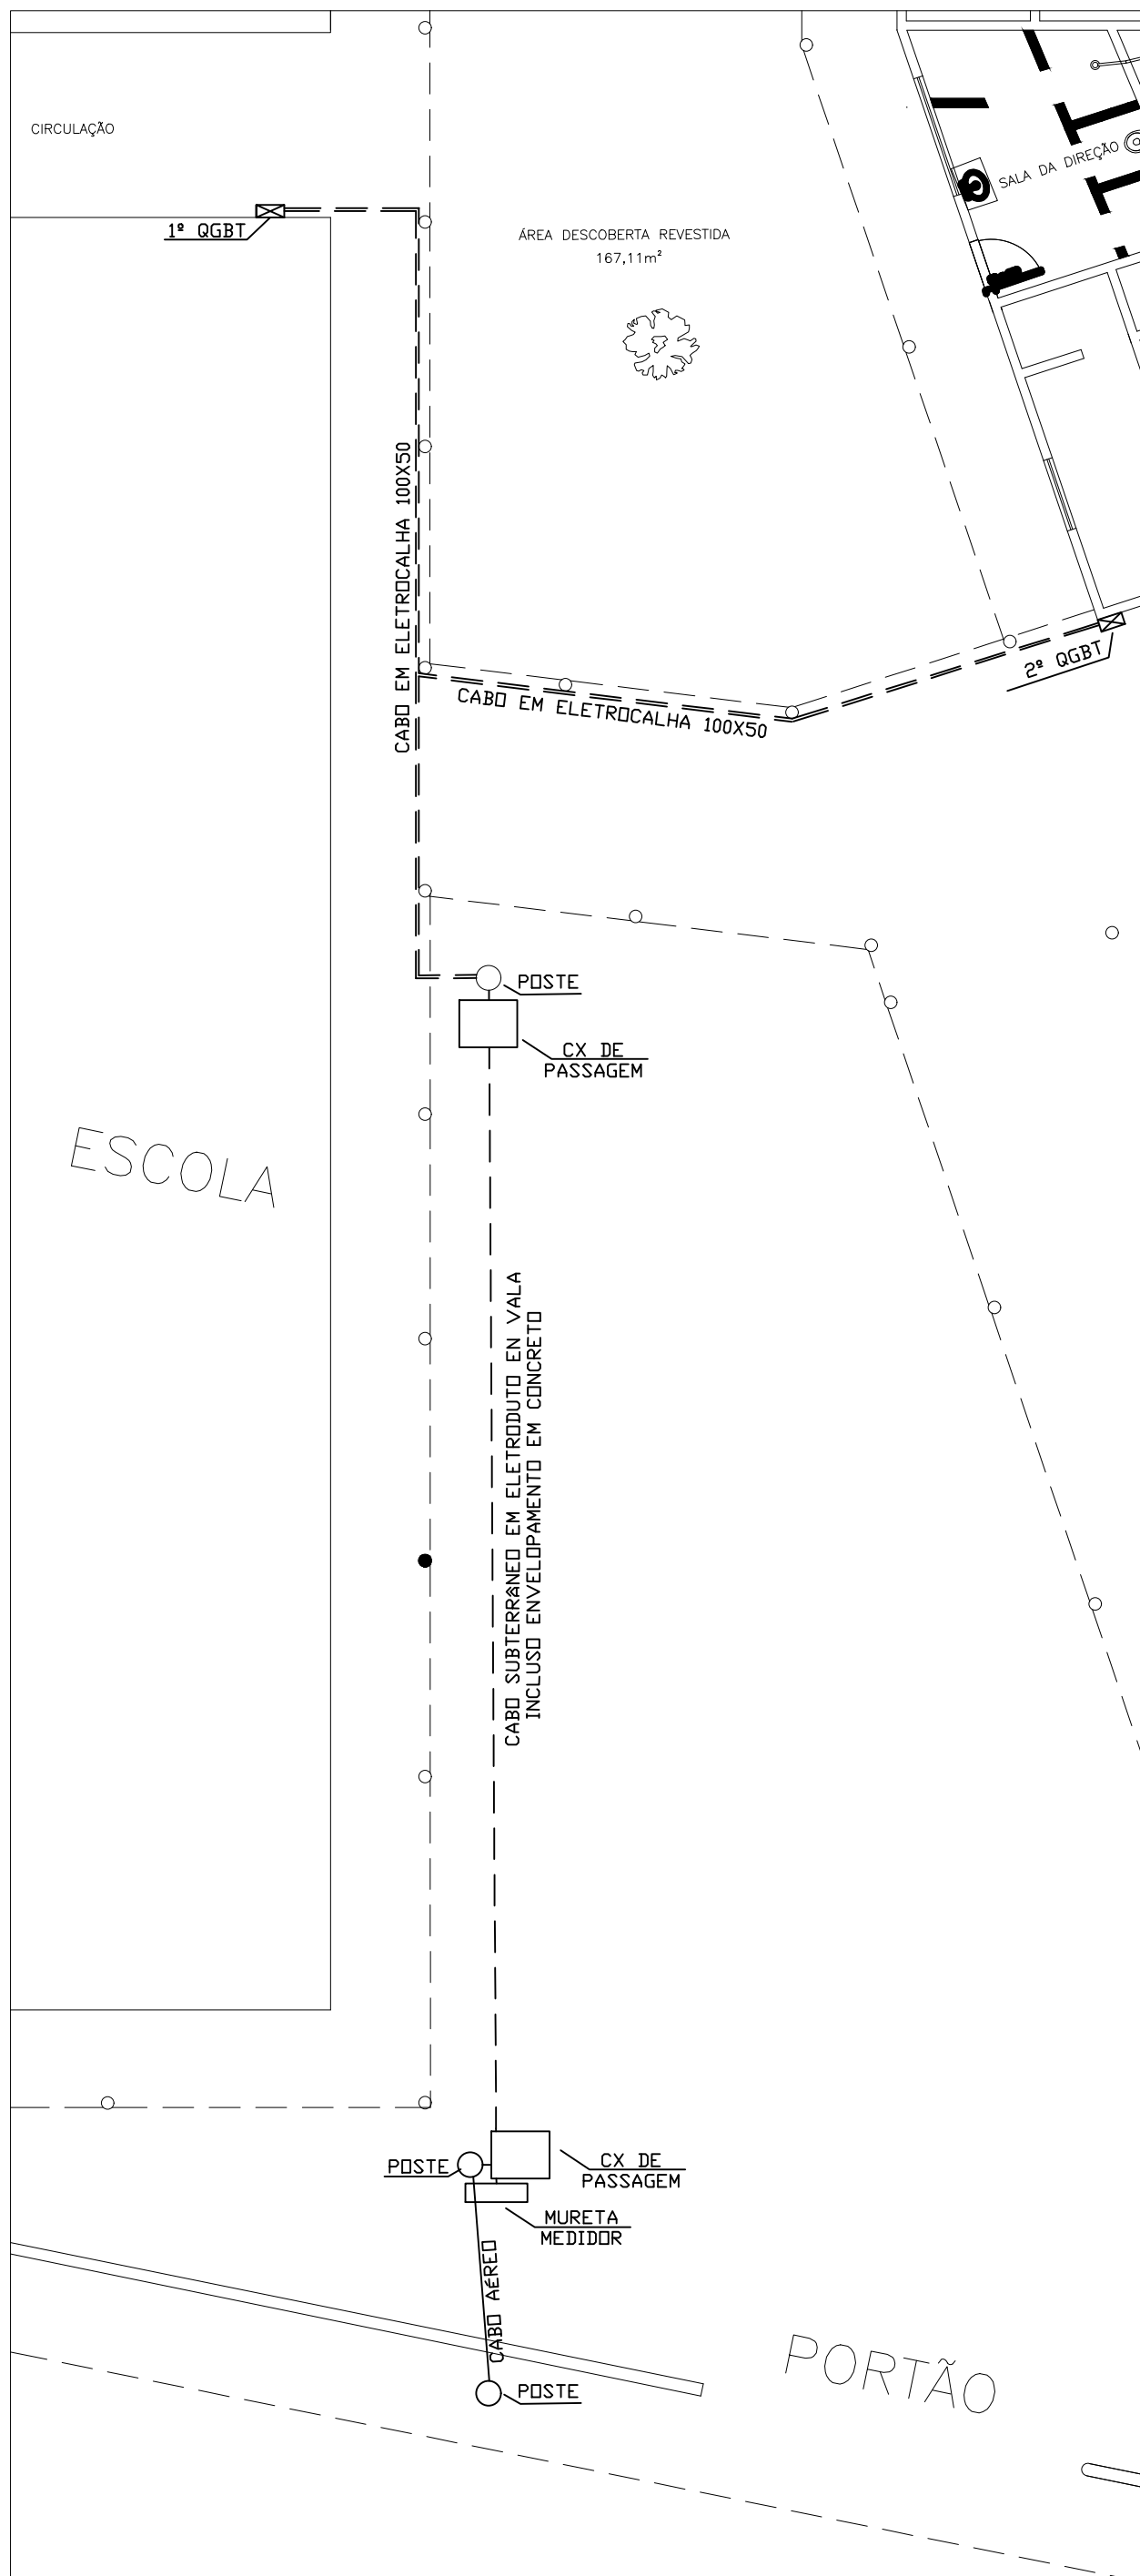 CIRCULAÇÃO
SALA DA DIREÇÃO
1º QGBT
ÁREA DESCOBERTA REVESTIDA
167,11m²
CABO EM ELETROCALHA 100X50
2º QGBT
CABO EM ELETROCALHA 100X50
POSTE
CX DE
PASSAGEM
ESCOLA
CABO SUBTERRÂNEO EM ELETRODUTO EN VALA
INCLUSO ENVELOPAMENTO EM CONCRETO
POSTE
CX DE
PASSAGEM
MURETA
MEDIDOR
CABO AÉREO
PORTÃO
POSTE